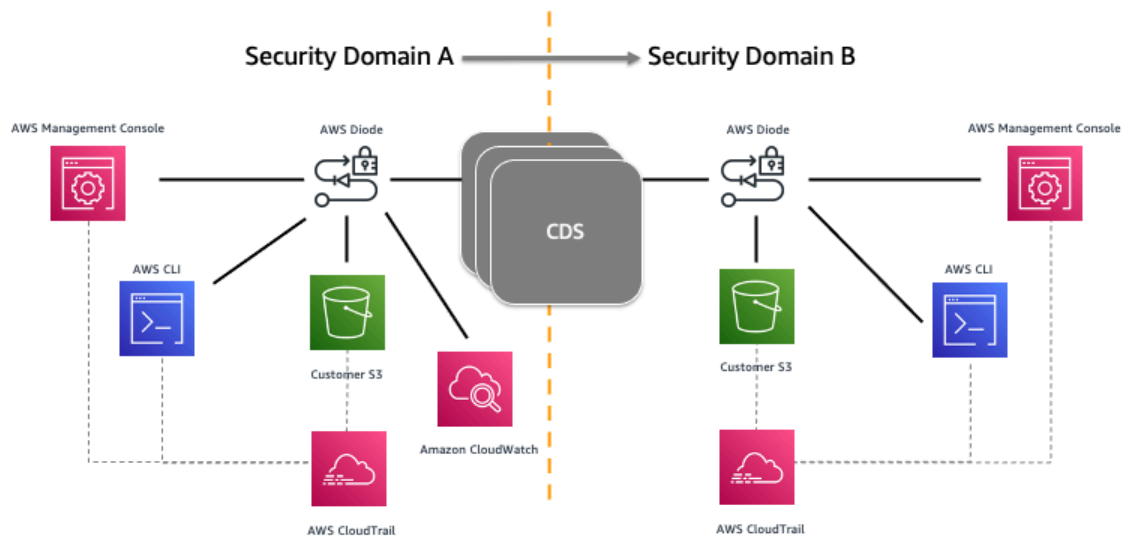 Security Domain A
Security Domain B
AWS Management Console
AWS Diode
AWS Diode
AWS Management Console
CDS
AWS CLI
AWS CLI
Customer S3
Customer S3
Amazon CloudWatch
AWS CloudTrail
AWS CloudTrail